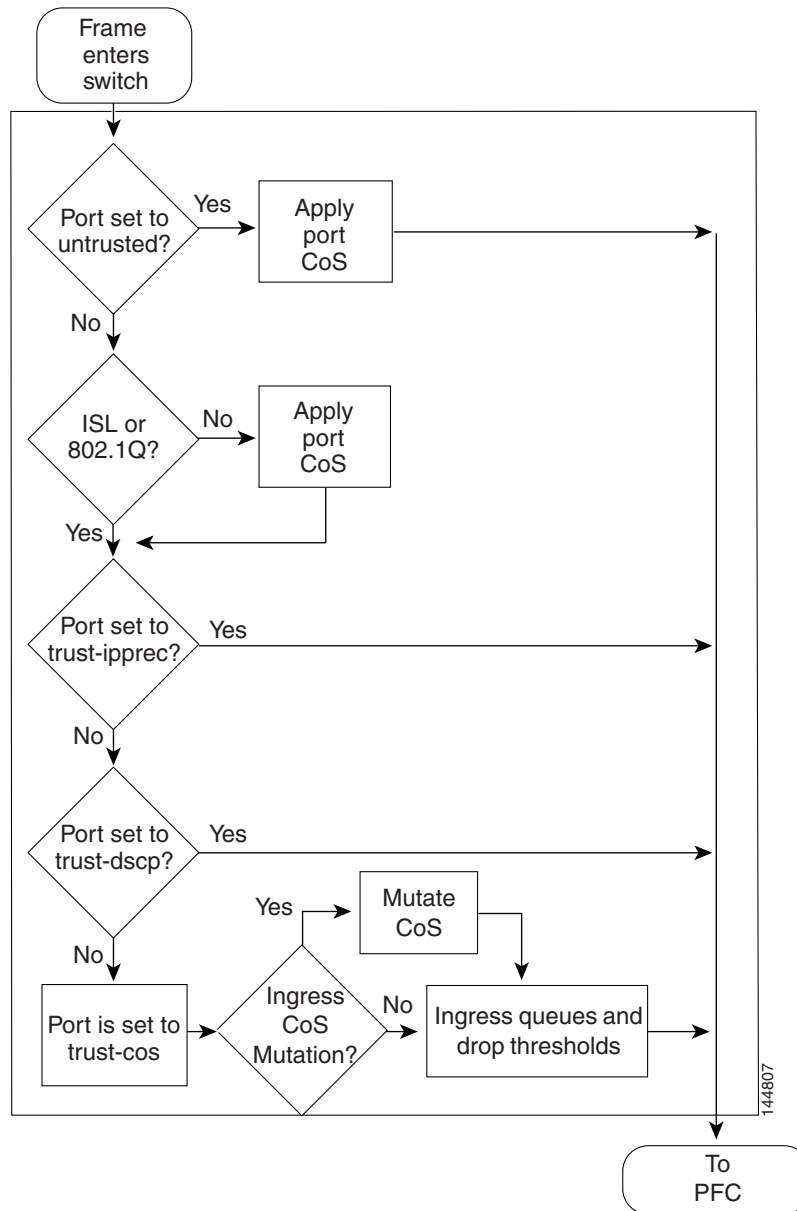 Frame
enters
switch
Port set to
untrusted?
Yes
Apply
port
CoS
No
ISL or
802.1Q?
No
Apply
port
CoS
Yes
Port set to
trust-ipprec?
Yes
No
Port set to
trust-dscp?
Yes
No
Port is set to
trust-cos
Ingress
CoS
Mutation?
Yes
Mutate
CoS
No
Ingress queues and
drop thresholds
144807
To
PFC